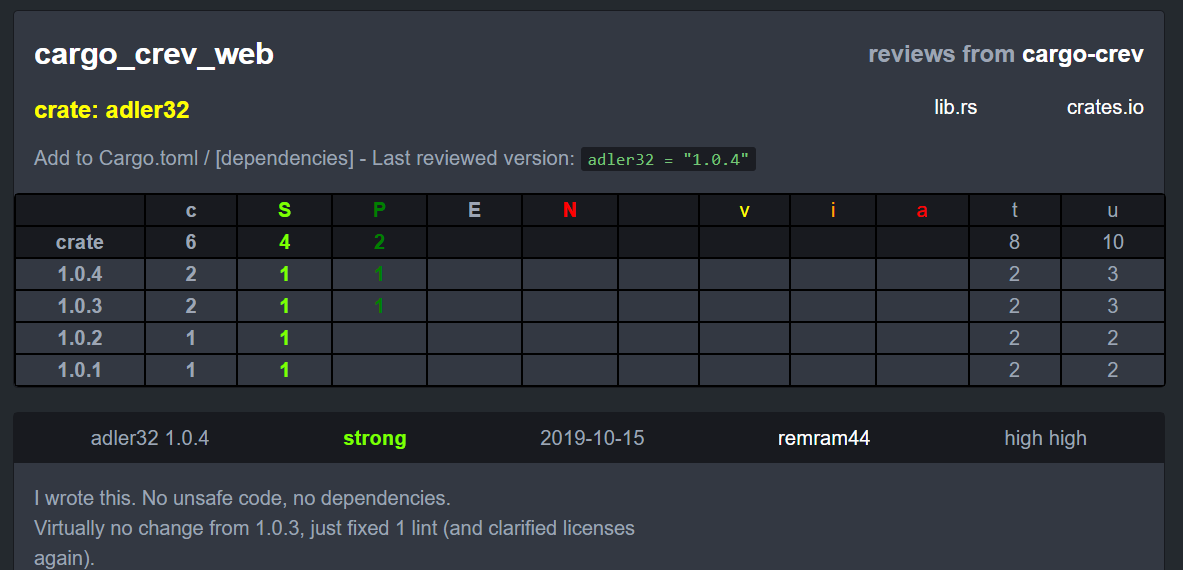 cargo_crev_web reviews from cargo-crev
crate: adler32 lib.rs crates.io
Add to Cargo.toml / [dependencies] - Last reviewed version: adler32 = "1.0.4"
c S P E N v i a t u
crate 6 4 2 8 10
1.0.4 2 1 1 2 3
1.0.3 2 1 1 2 3
1.0.2 1 1 2 2
1.0.1 1 1 2 2
adler32 1.0.4 strong 2019-10-15 remram44 high high
I wrote this. No unsafe code, no dependencies.
Virtually no change from 1.0.3, just fixed 1 lint (and clarified licenses
again).